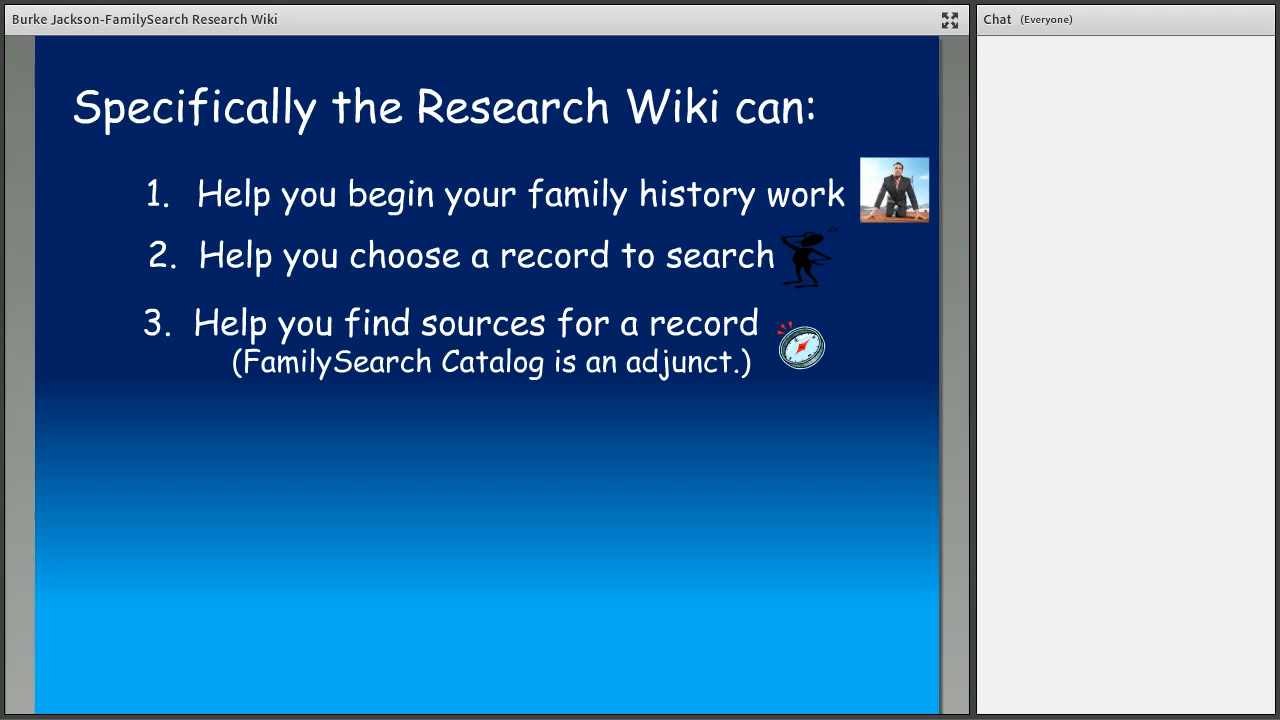 Burke Jackson-FamilySearch Research Wiki
Chat (Everyone)
Specifically the Research Wiki can:
1. Help you begin your family history work
2. Help you choose a record to search
3. Help you find sources for a record
(FamilySearch Catalog is an adjunct.)